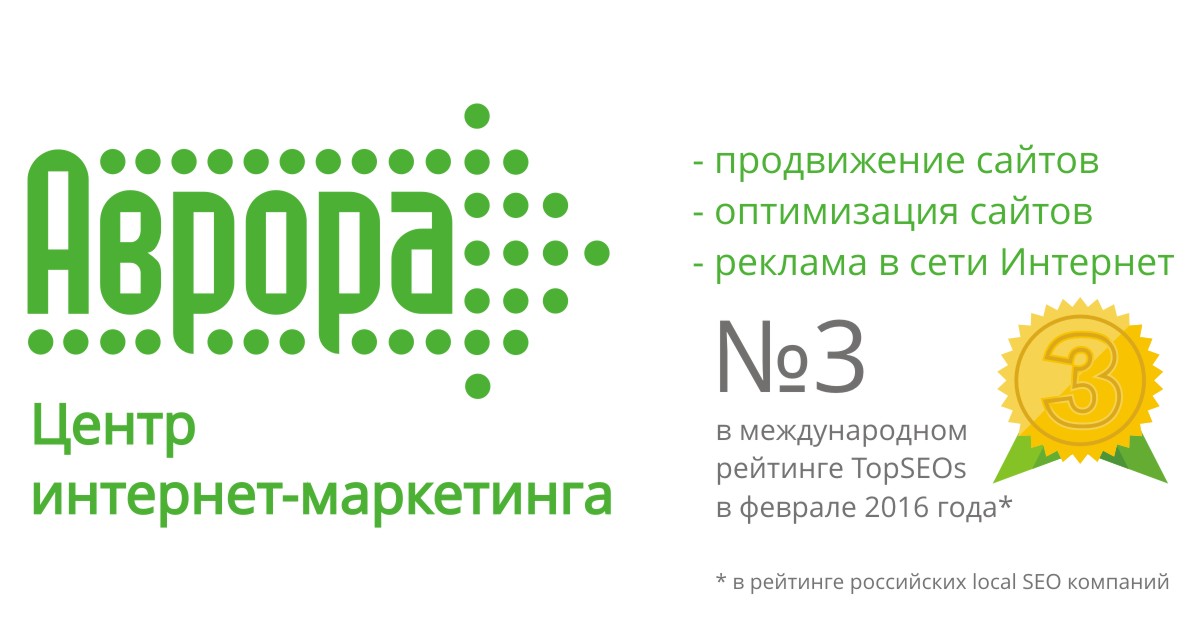 Аврора
Центр
интернет-маркетинга
- продвижение сайтов
- оптимизация сайтов
- реклама в сети Интернет
№3
3
в международном
рейтинге TopSEOs
в феврале 2016 года*
* в рейтинге российских local SEO компаний